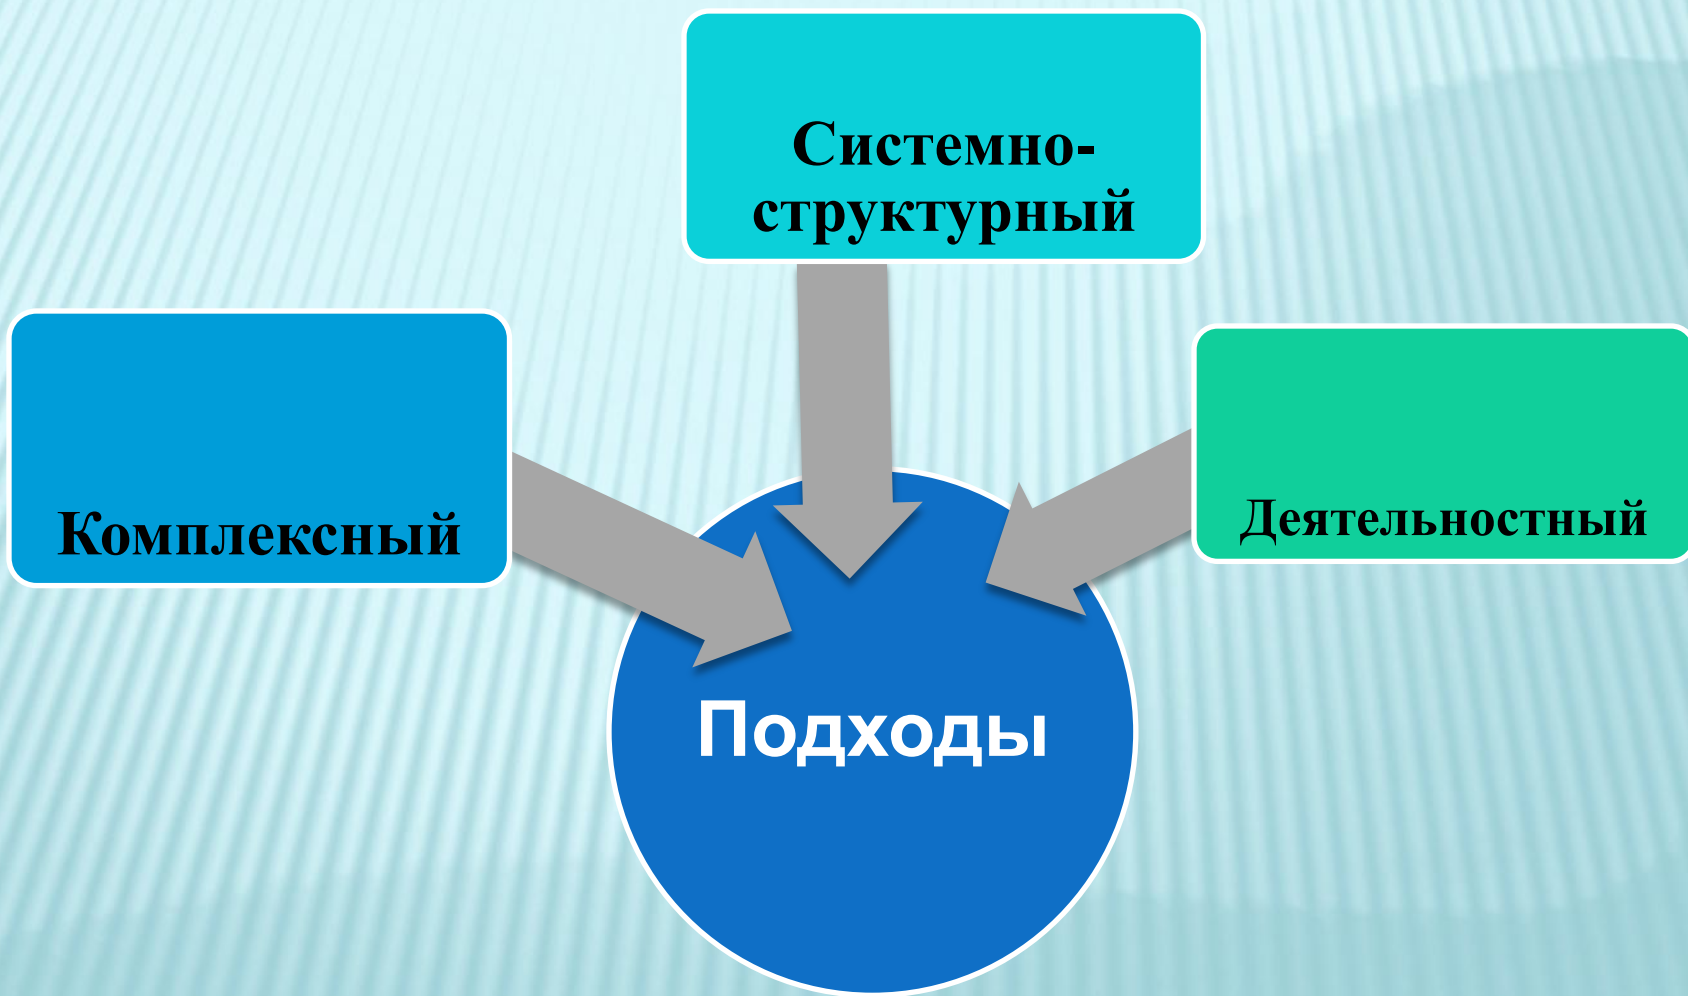 Системно-
структурный
Комплексный
Деятельностный
Подходы